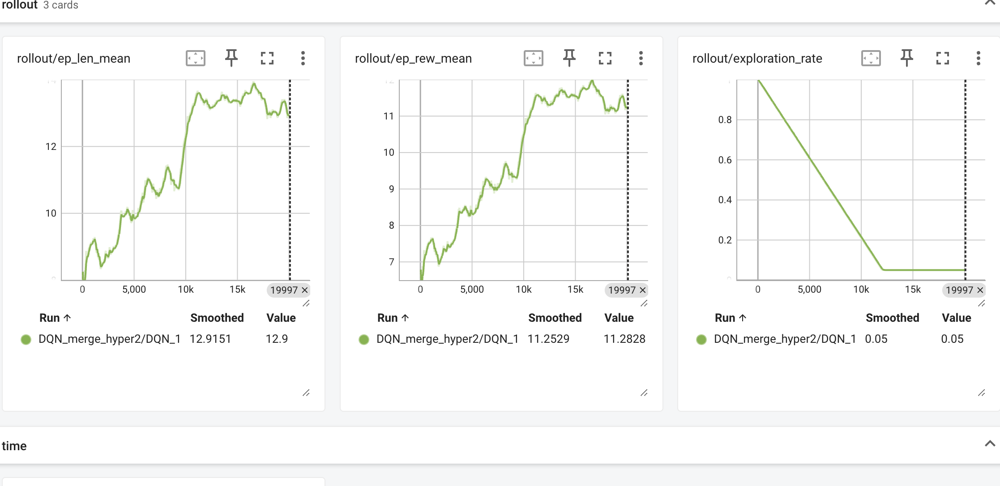 rollout 3 cards
rollout/ep_len_mean
14
12
10
0
5,000
10k
15k
19997 ×
Run ↑ Smoothed Value
DQN_merge_hyper2/DQN_1 12.9151 12.9
rollout/ep_rew_mean
12
11
10
9
8
7
0
5,000
10k
15k
19997 ×
Run ↑ Smoothed Value
DQN_merge_hyper2/DQN_1 11.2529 11.2828
rollout/exploration_rate
0.8
0.6
0.4
0.2
0
5,000
10k
15k
19997 ×
Run ↑ Smoothed Value
DQN_merge_hyper2/DQN_1 0.05 0.05
time